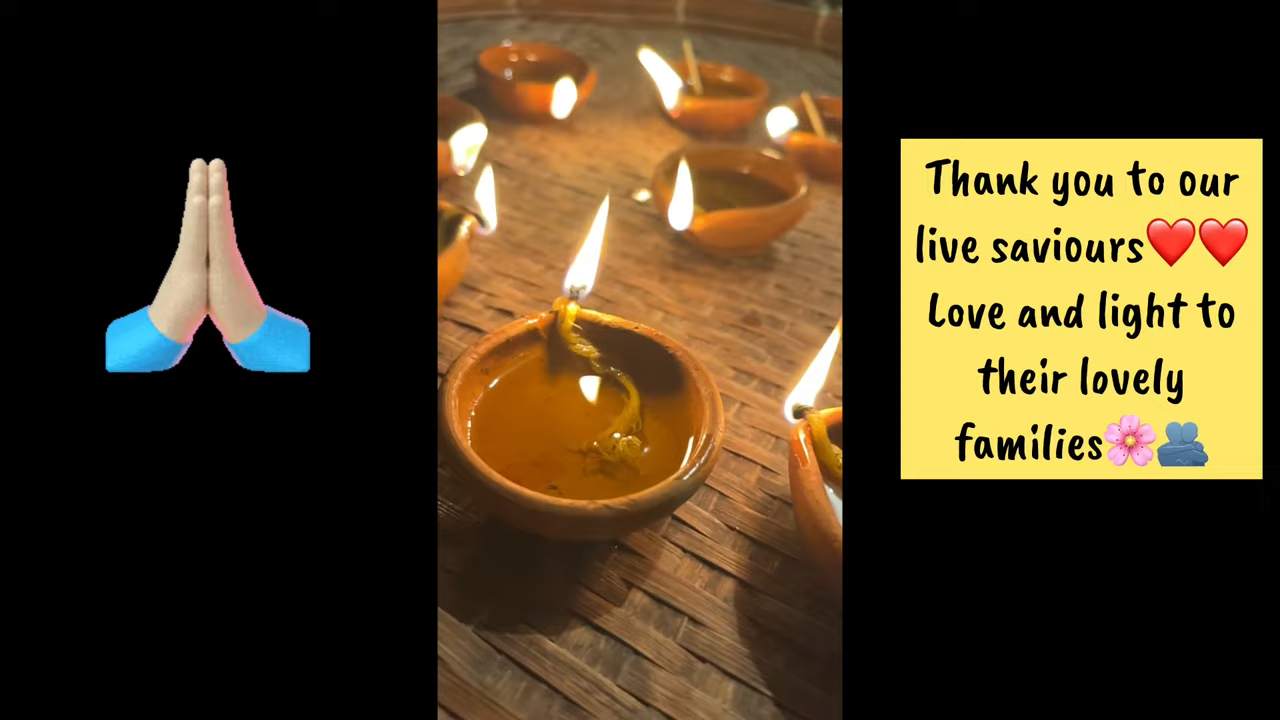 Thank you to our
live saviours❤️❤️
Love and light to
their lovely
families🌸🫂